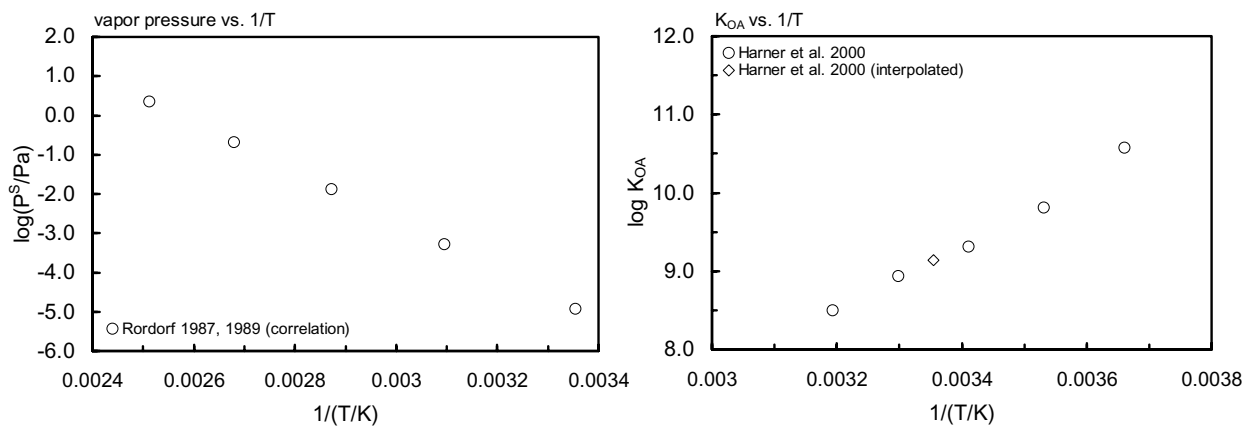 vapor pressure vs. 1/T
2.0
1.0
0.0
-1.0
-2.0
-3.0
-4.0
-5.0
-6.0
log(P^S/Pa)
Rordorf 1987, 1989 (correlation)
0.0024 0.0026 0.0028 0.003 0.0032 0.0034
1/(T/K)
K_OA vs. 1/T
12.0
11.0
10.0
9.0
8.0
log K_OA
Harner et al. 2000
Harner et al. 2000 (interpolated)
0.003 0.0032 0.0034 0.0036 0.0038
1/(T/K)